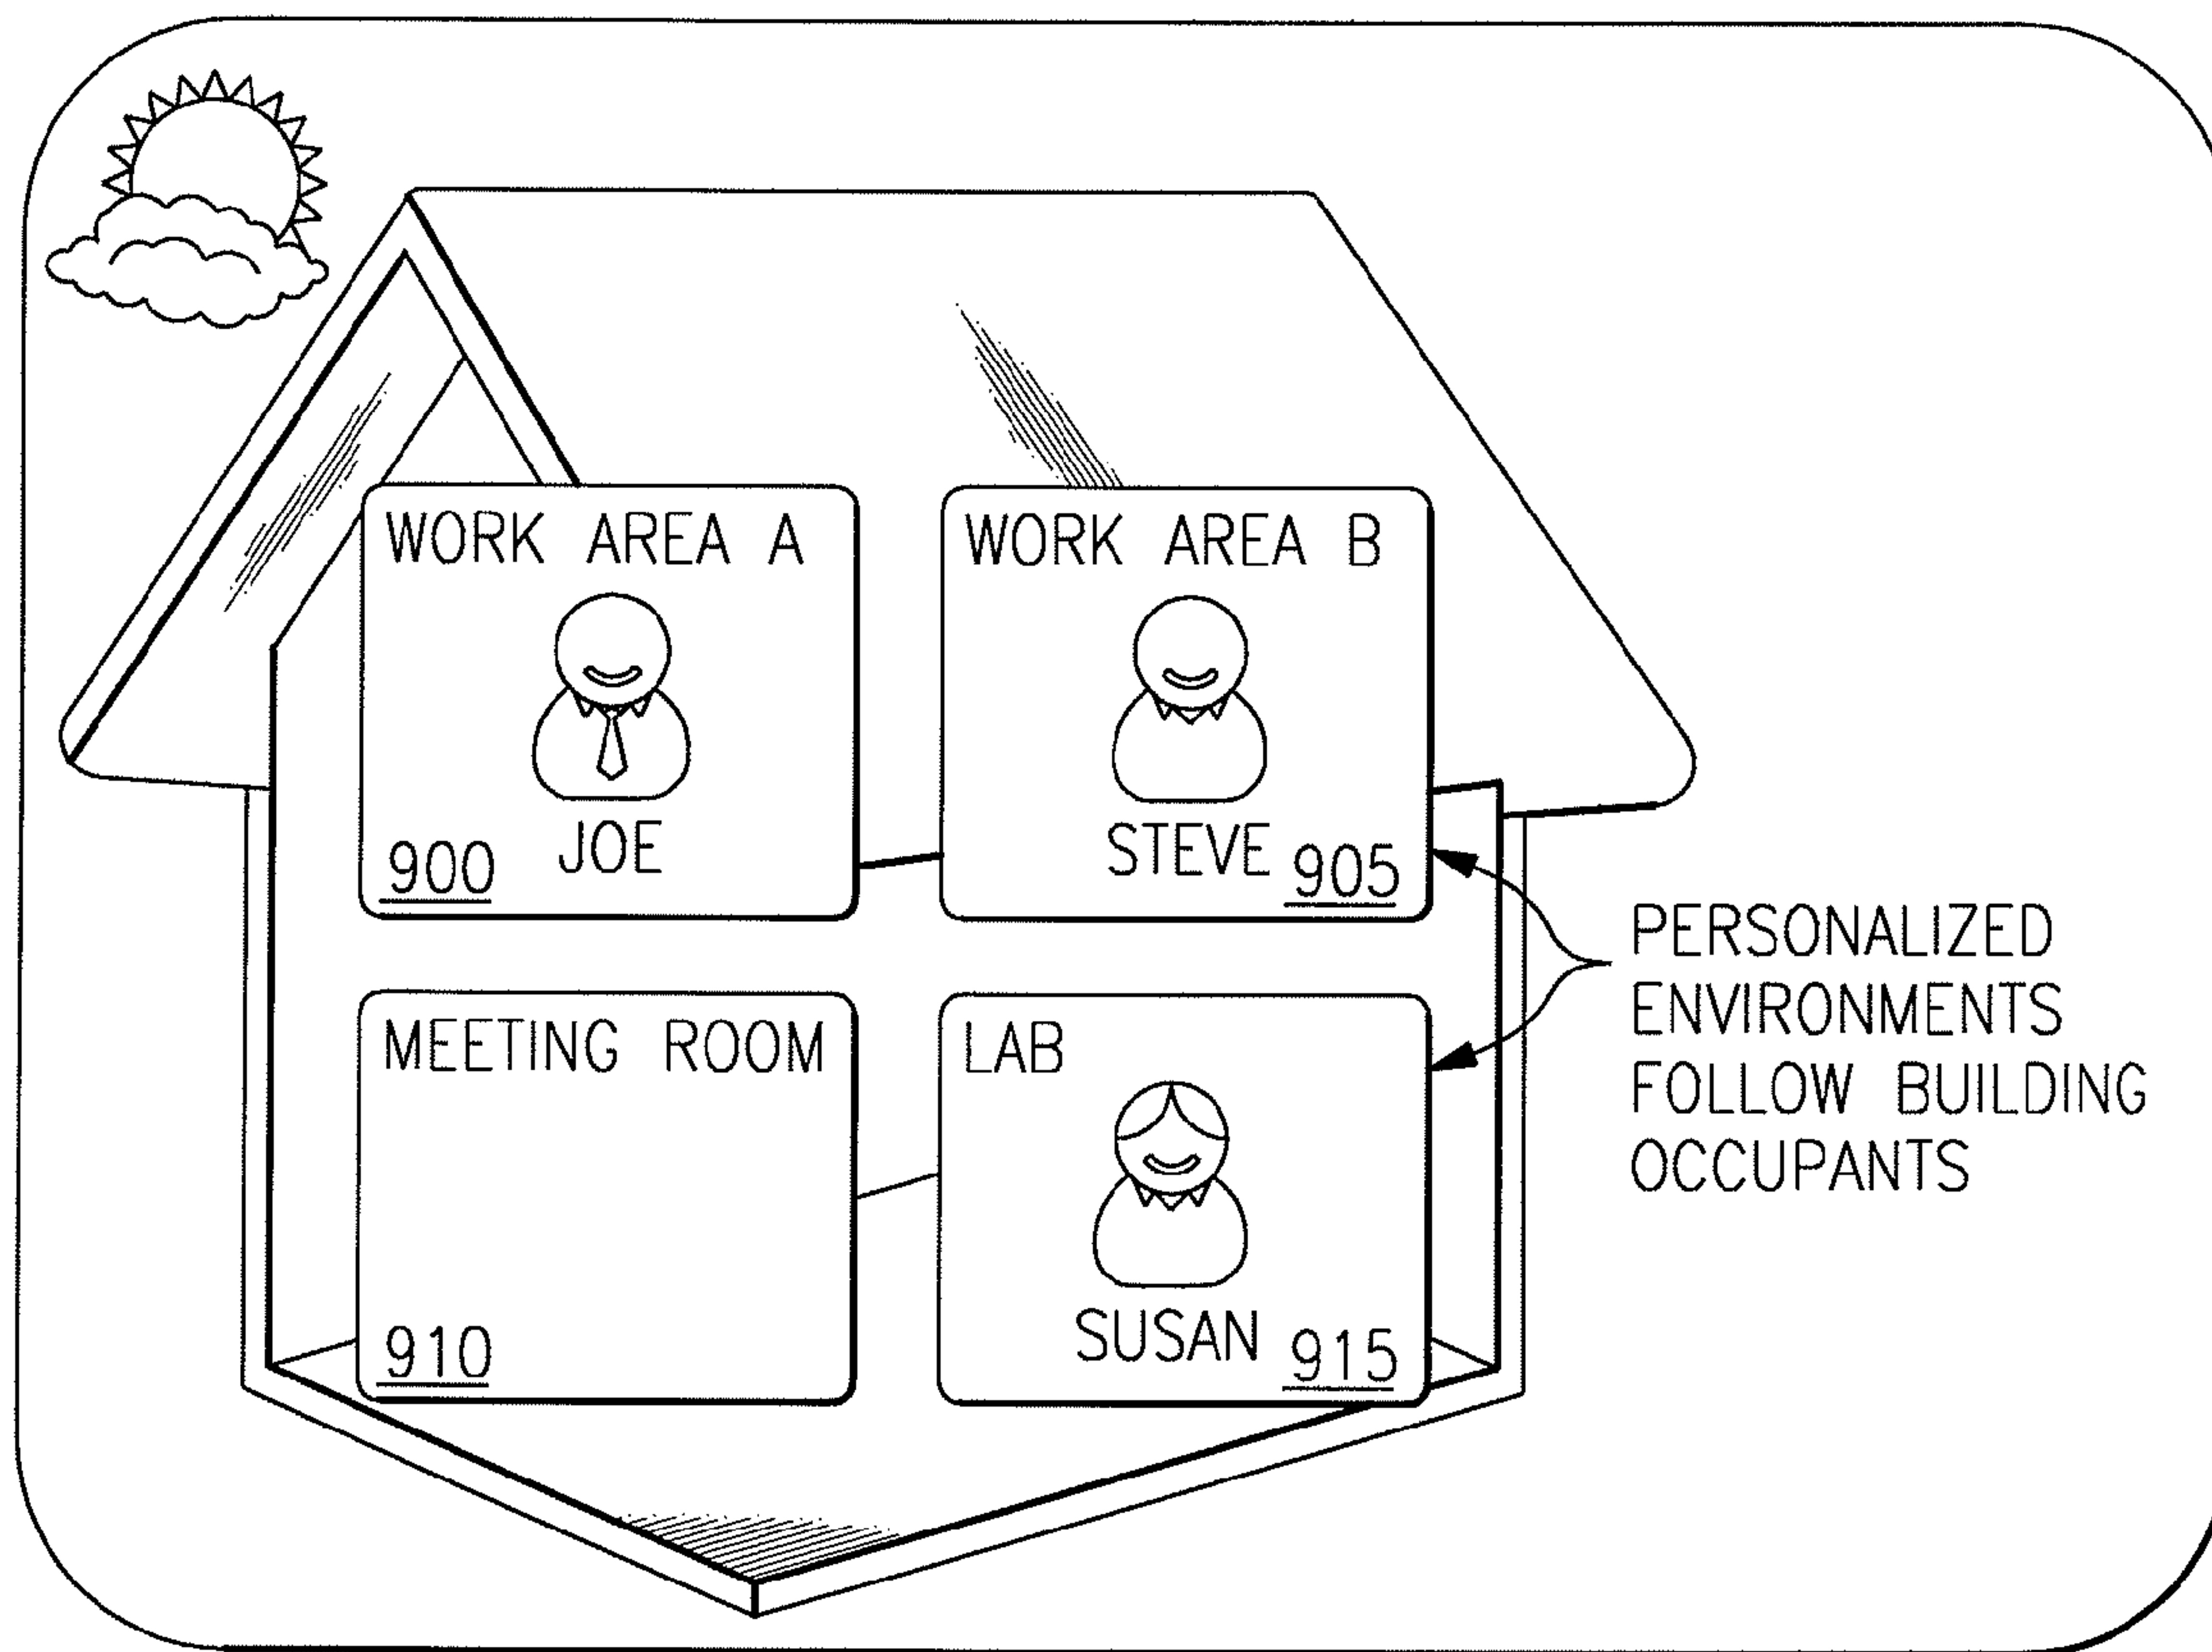 WORK AREA A
JOE
900
WORK AREA B
STEVE 905
MEETING ROOM
910
LAB
SUSAN 915
PERSONALIZED
ENVIRONMENTS
FOLLOW BUILDING
OCCUPANTS